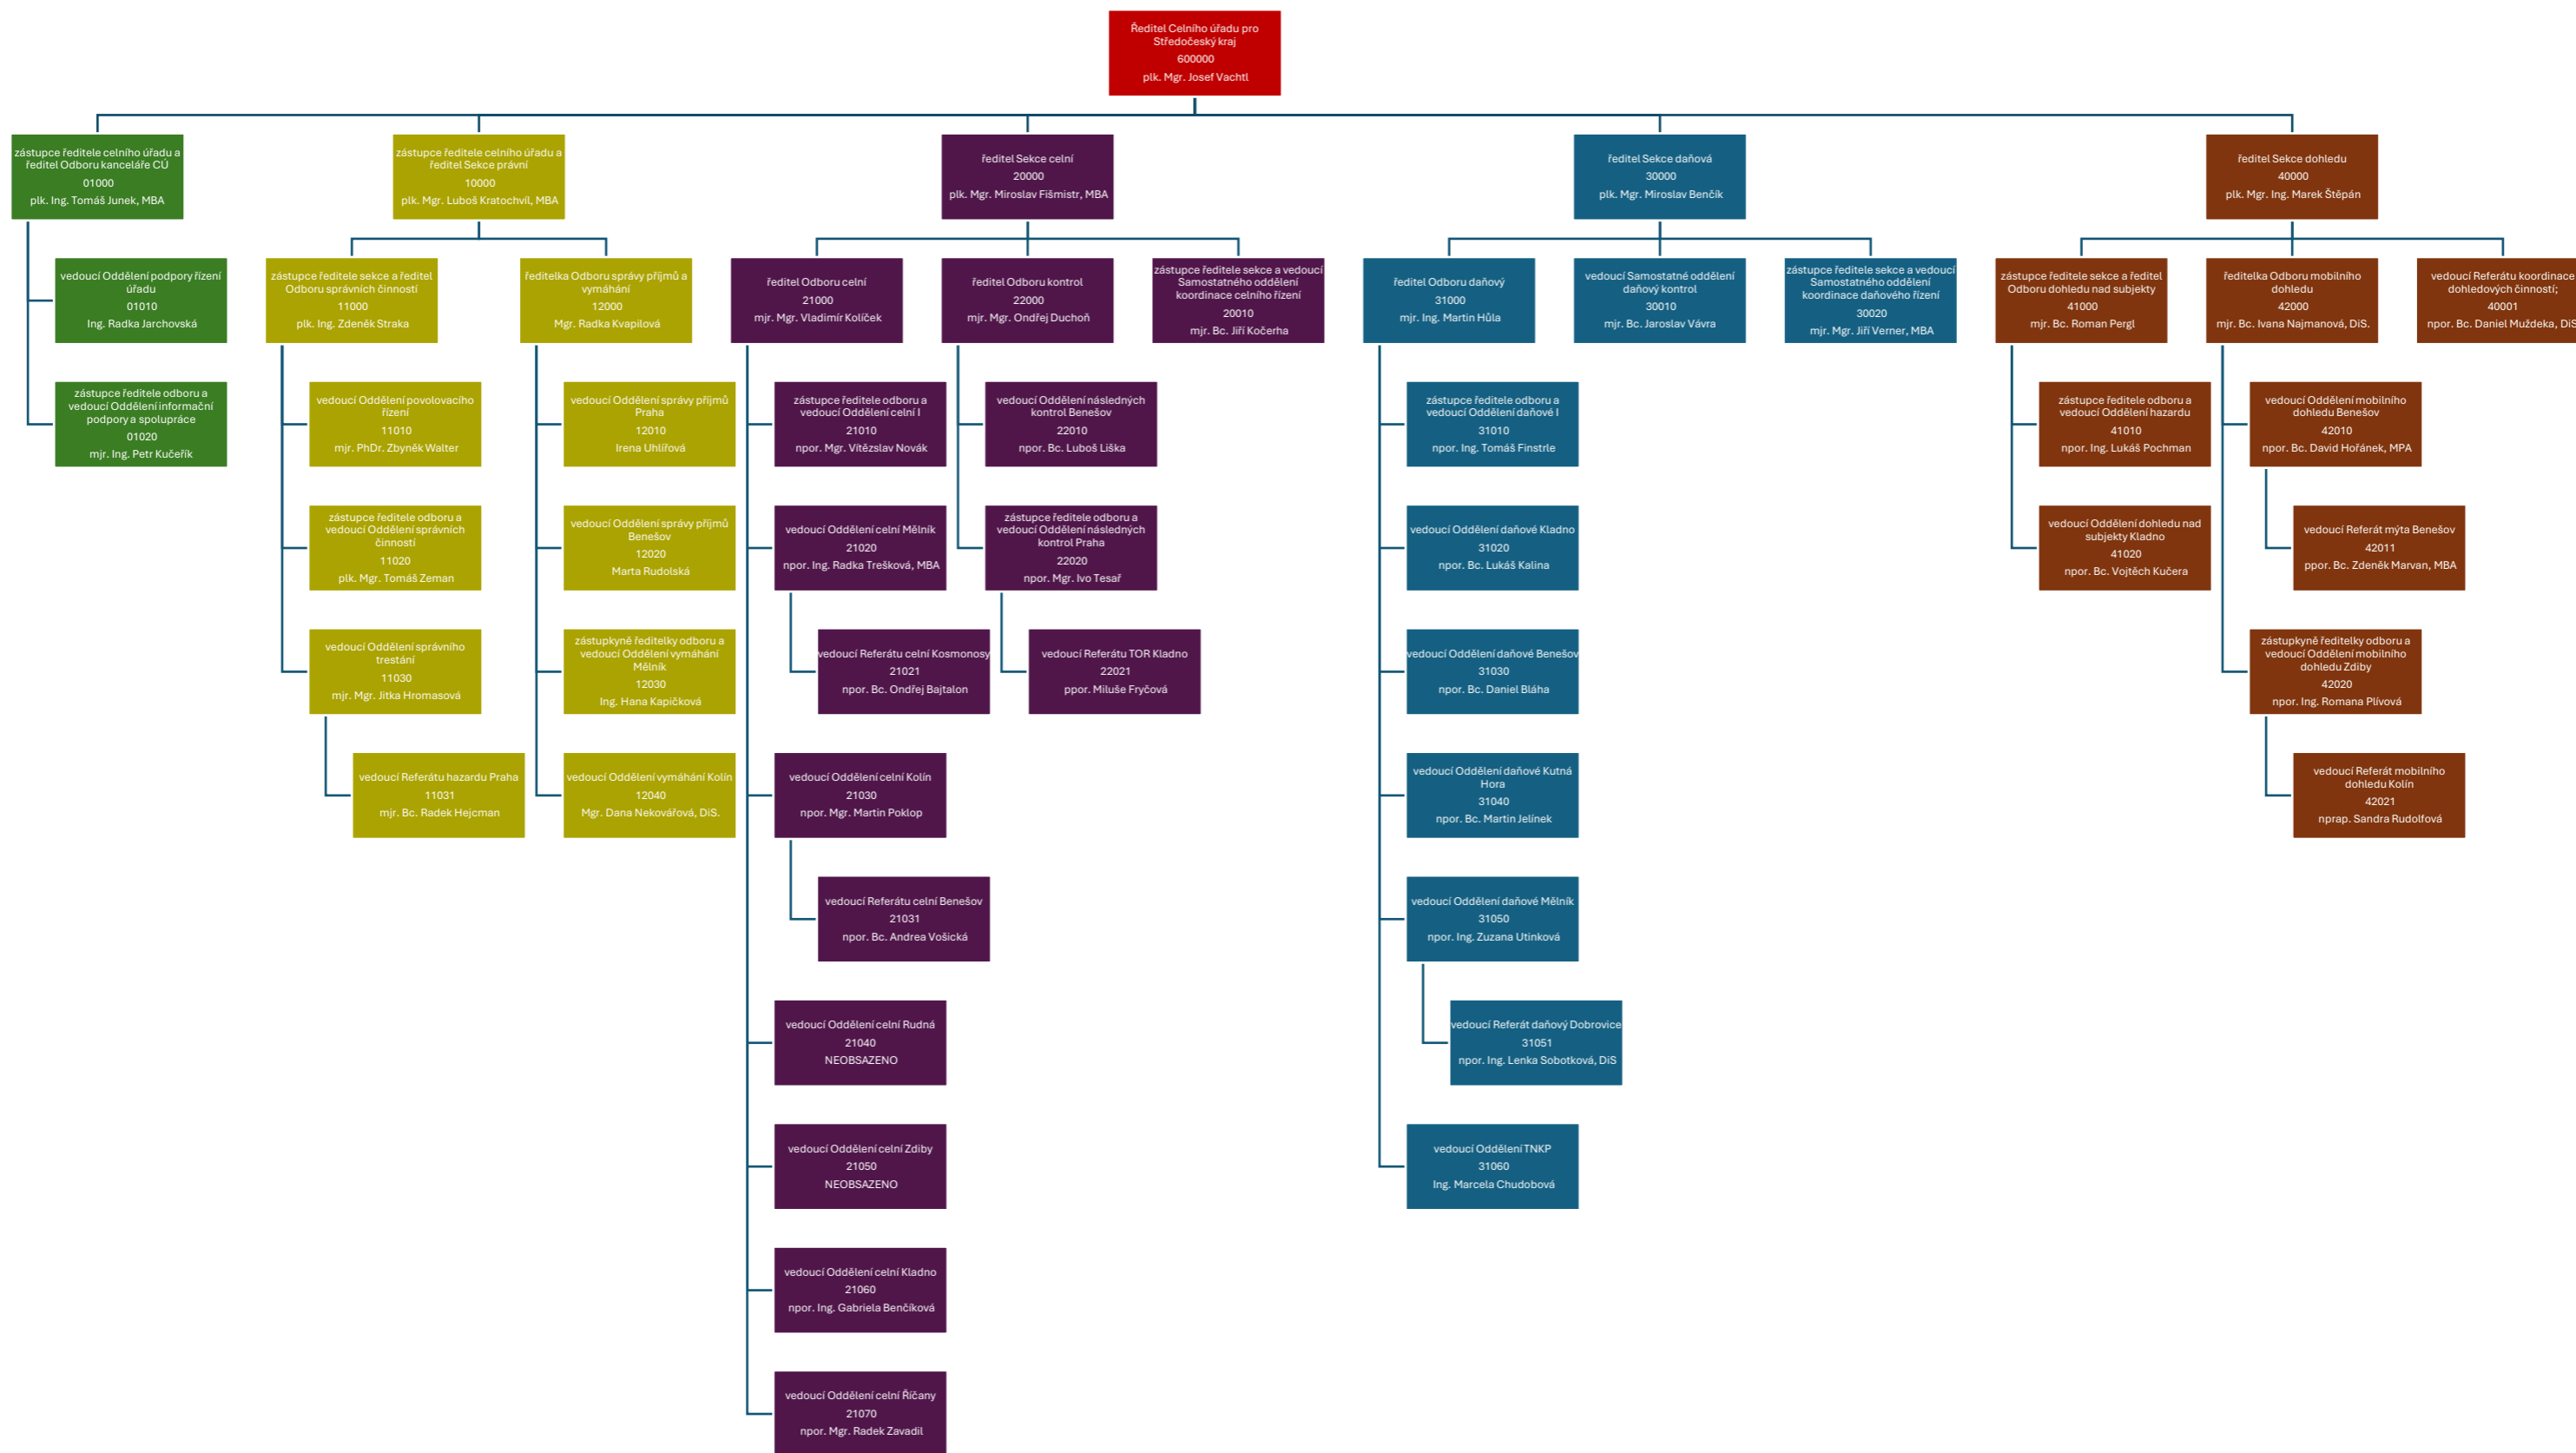 Ředitel Celního úřadu pro
Středočeský kraj
600000
plk. Mgr. Josef Vachtl
zástupce ředitele celního úřadu a
ředitel Odboru kanceláře CÚ
01000
plk. Ing. Tomáš Junek, MBA
zástupce ředitele celního úřadu a
ředitel Sekce právní
10000
plk. Mgr. Luboš Kratochvíl, MBA
ředitel Sekce celní
20000
plk. Mgr. Miroslav Fišmistr, MBA
ředitel Sekce daňová
30000
plk. Mgr. Miroslav Benčík
ředitel Sekce dohledu
40000
plk. Mgr. Ing. Marek Štěpán
vedoucí Oddělení podpory řízení
úřadu
01010
Ing. Radka Jarchovská
zástupce ředitele sekce a ředitel
Odboru správních činností
11000
plk. Ing. Zdeněk Straka
ředitelka Odboru správy příjmů a
vymáhání
12000
Mgr. Radka Kvapilová
ředitel Odboru celní
21000
mjr. Mgr. Vladimír Kolíček
ředitel Odboru kontrol
22000
mjr. Mgr. Ondřej Duchoň
zástupce ředitele sekce a vedoucí
Samostatného oddělení
koordinace celního řízení
20010
mjr. Bc. Jiří Kočerha
ředitel Odboru daňový
31000
mjr. Ing. Martin Hůla
vedoucí Samostatné oddělení
daňový kontrol
30010
mjr. Bc. Jaroslav Vávra
zástupce ředitele sekce a vedoucí
Samostatného oddělení
koordinace daňového řízení
30020
mjr. Mgr. Jiří Verner, MBA
zástupce ředitele sekce a ředitel
Odboru dohledu nad subjekty
41000
mjr. Bc. Roman Pergl
ředitelka Odboru mobilního
dohledu
42000
mjr. Bc. Ivana Najmanová, DiS.
vedoucí Referátu koordinace
dohledových činností;
40001
npor. Bc. Daniel Muždeka, DiS
zástupce ředitele odboru a
vedoucí Oddělení informační
podpory a spolupráce
01020
mjr. Ing. Petr Kučeřík
vedoucí Oddělení povolovacího
řízení
11010
mjr. PhDr. Zbyněk Walter
vedoucí Oddělení správy příjmů
Praha
12010
Irena Uhlířová
zástupce ředitele odboru a
vedoucí Oddělení celní I
21010
npor. Mgr. Vítězslav Novák
vedoucí Oddělení následných
kontrol Benešov
22010
npor. Bc. Luboš Liška
zástupce ředitele odboru a
vedoucí Oddělení daňové I
31010
npor. Ing. Tomáš Finstrle
zástupce ředitele odboru a
vedoucí Oddělení hazardu
41010
npor. Ing. Lukáš Pochman
vedoucí Oddělení mobilního
dohledu Benešov
42010
npor. Bc. David Hořánek, MPA
zástupce ředitele odboru a
vedoucí Oddělení správních
činností
11020
plk. Mgr. Tomáš Zeman
vedoucí Oddělení správy příjmů
Benešov
12020
Marta Rudolská
vedoucí Oddělení celní Mělník
21020
npor. Ing. Radka Trešková, MBA
zástupce ředitele odboru a
vedoucí Oddělení následných
kontrol Praha
22020
npor. Mgr. Ivo Tesař
vedoucí Oddělení daňové Kladno
31020
npor. Bc. Lukáš Kalina
vedoucí Oddělení dohledu nad
subjekty Kladno
41020
npor. Bc. Vojtěch Kučera
vedoucí Referát mýta Benešov
42011
ppor. Bc. Zdeněk Marvan, MBA
vedoucí Oddělení správního
trestání
11030
mjr. Mgr. Jitka Hromasová
zástupkyně ředitelky odboru a
vedoucí Oddělení vymáhání
Mělník
12030
Ing. Hana Kapičková
vedoucí Referátu celní Kosmonosy
21021
npor. Bc. Ondřej Bajtalon
vedoucí Referátu TOR Kladno
22021
ppor. Miluše Fryčová
vedoucí Oddělení daňové Benešov
31030
npor. Bc. Daniel Bláha
zástupkyně ředitelky odboru a
vedoucí Oddělení mobilního
dohledu Zdiby
42020
npor. Ing. Romana Plívová
vedoucí Referátu hazardu Praha
11031
mjr. Bc. Radek Hejcman
vedoucí Oddělení vymáhání Kolín
12040
Mgr. Dana Nekovářová, DiS.
vedoucí Oddělení celní Kolín
21030
npor. Mgr. Martin Poklop
vedoucí Oddělení daňové Kutná
Hora
31040
npor. Bc. Martin Jelínek
vedoucí Referát mobilního
dohledu Kolín
42021
nprap. Sandra Rudolfová
vedoucí Referátu celní Benešov
21031
npor. Bc. Andrea Vošická
vedoucí Oddělení daňové Mělník
31050
npor. Ing. Zuzana Utinková
vedoucí Oddělení celní Rudná
21040
NEOBSAZENO
vedoucí Referát daňový Dobrovice
31051
npor. Ing. Lenka Sobotková, DiS
vedoucí Oddělení celní Zdiby
21050
NEOBSAZENO
vedoucí Oddělení TNKP
31060
Ing. Marcela Chudobová
vedoucí Oddělení celní Kladno
21060
npor. Ing. Gabriela Benčíková
vedoucí Oddělení celní Říčany
21070
npor. Mgr. Radek Zavadil